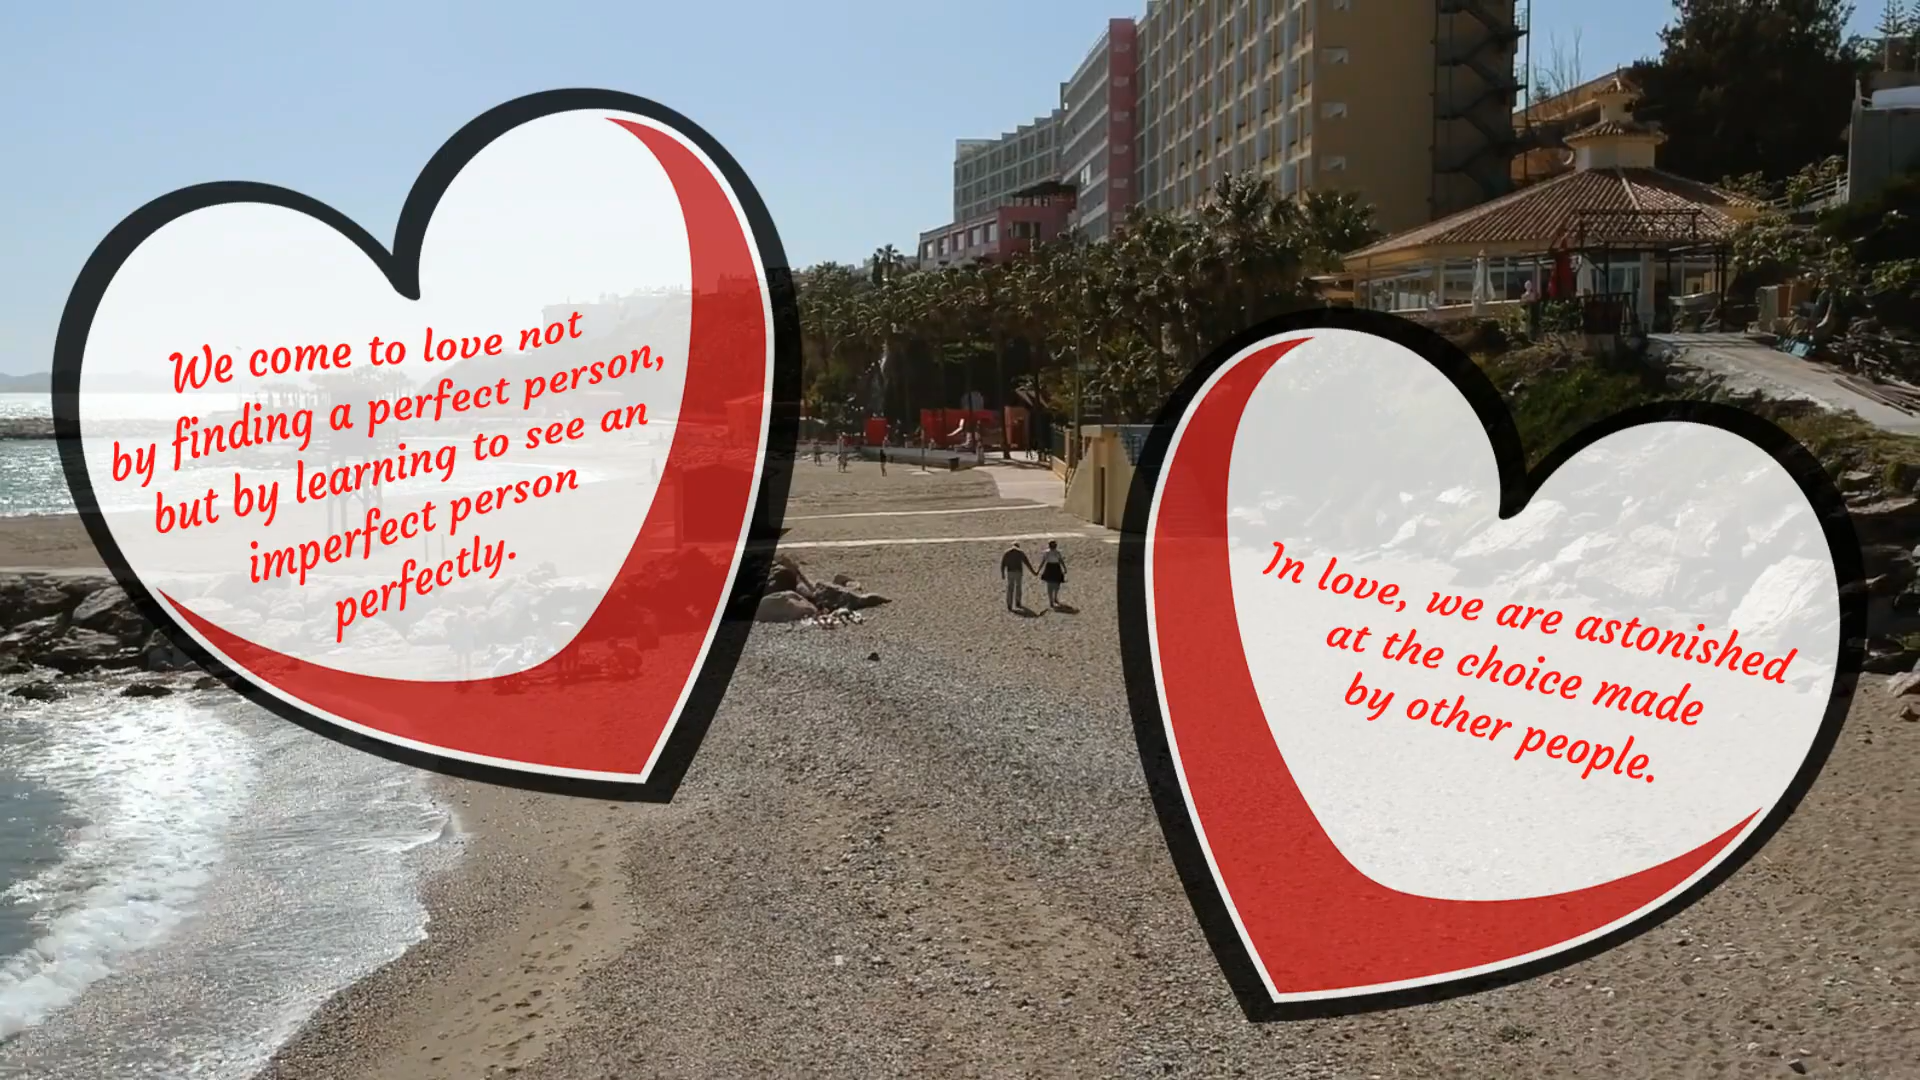 We come to love not
by finding a perfect person,
but by learning to see an
imperfect person
perfectly.
In love, we are astonished
at the choice made
by other people.